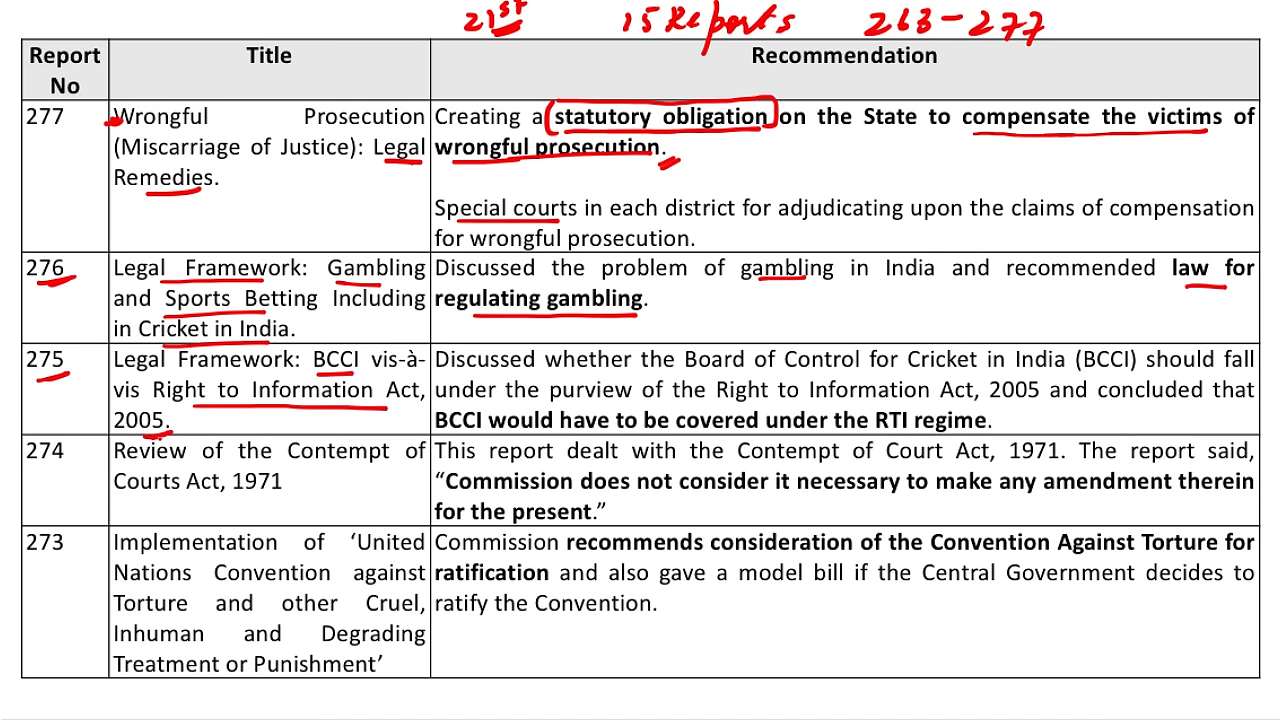 21st 15 Reports 263-277
Report No Title Recommendation
277 Wrongful Prosecution (Miscarriage of Justice): Legal Remedies.
Creating a statutory obligation on the State to compensate the victims of wrongful prosecution.
Special courts in each district for adjudicating upon the claims of compensation for wrongful prosecution.
276 Legal Framework: Gambling and Sports Betting Including in Cricket in India.
Discussed the problem of gambling in India and recommended law for regulating gambling.
275 Legal Framework: BCCI vis-à-vis Right to Information Act, 2005.
Discussed whether the Board of Control for Cricket in India (BCCI) should fall under the purview of the Right to Information Act, 2005 and concluded that BCCI would have to be covered under the RTI regime.
274 Review of the Contempt of Courts Act, 1971
This report dealt with the Contempt of Court Act, 1971. The report said, “Commission does not consider it necessary to make any amendment therein for the present.”
273 Implementation of ‘United Nations Convention against Torture and other Cruel, Inhuman and Degrading Treatment or Punishment’
Commission recommends consideration of the Convention Against Torture for ratification and also gave a model bill if the Central Government decides to ratify the Convention.